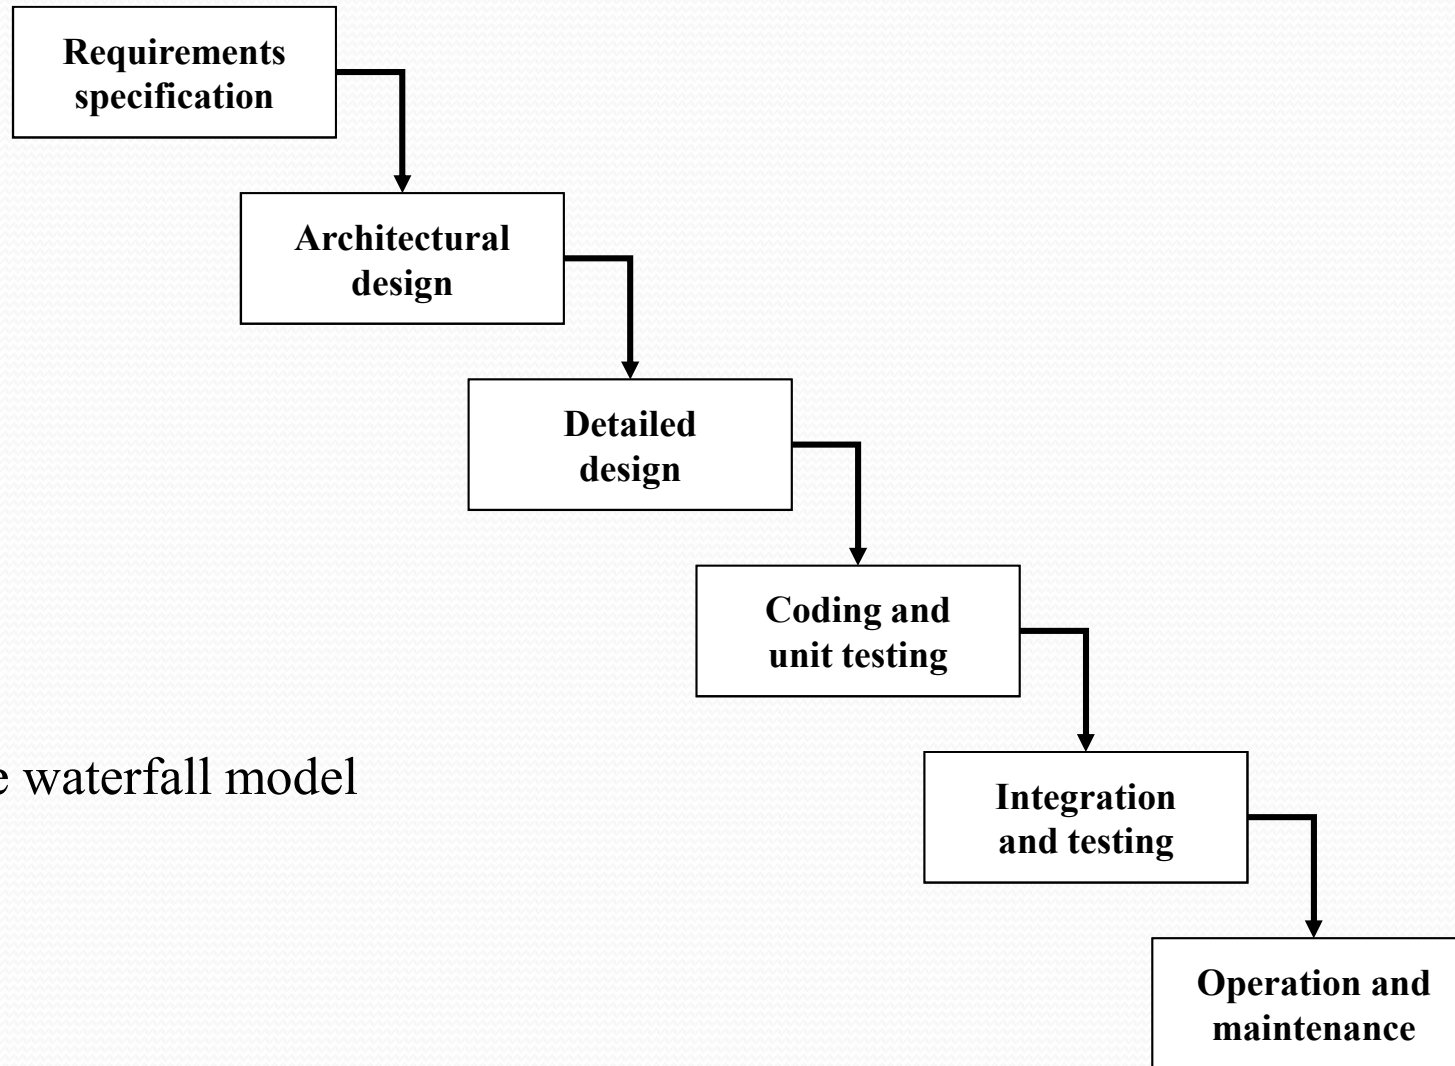 Requirements
specification
Architectural
design
Detailed
design
Coding and
unit testing
waterfall model
Integration
and testing
Operation and
maintenance